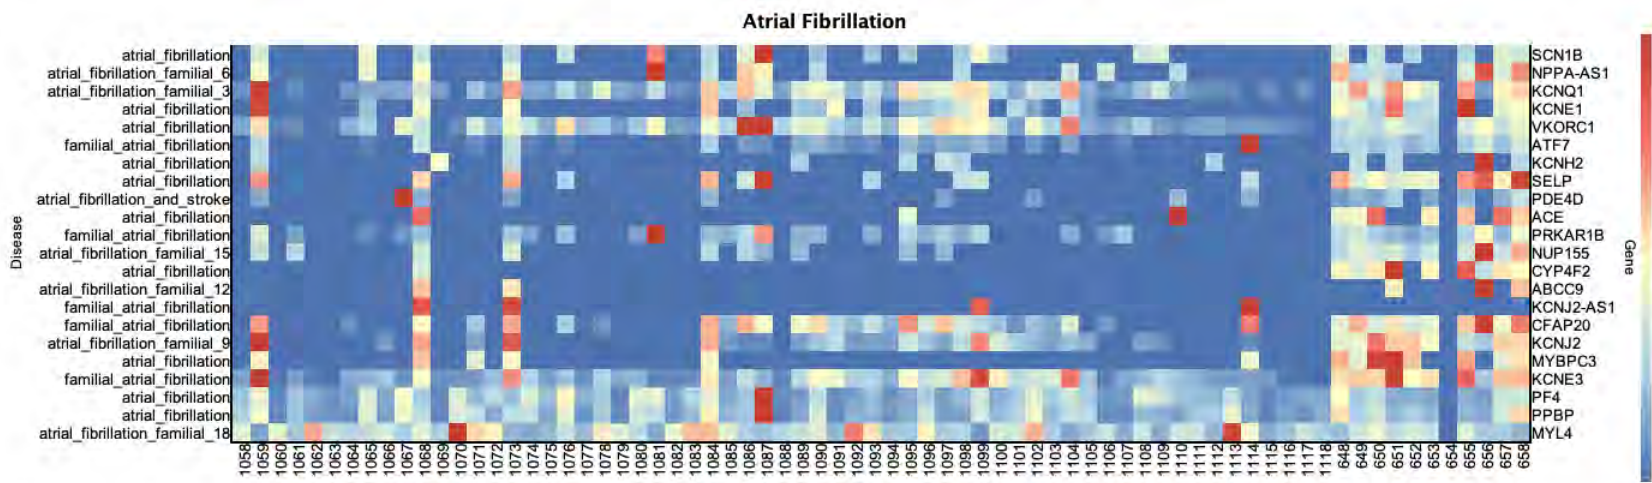 Atrial Fibrillation
atrial_fibrillation SCN1B
atrial_fibrillation_familial_6 NPPA-AS1
atrial_fibrillation_familial_3 KCNQ1
atrial_fibrillation KCNE1
atrial_fibrillation VKORC1
familial_atrial_fibrillation ATF7
atrial_fibrillation KCNH2
atrial_fibrillation SELP
atrial_fibrillation_and_stroke PDE4D
atrial_fibrillation ACE
familial_atrial_fibrillation PRKAR1B
atrial_fibrillation_familial_15 NUP155
atrial_fibrillation CYP4F2
atrial_fibrillation_familial_12 ABCC9
familial_atrial_fibrillation KCNJ2-AS1
familial_atrial_fibrillation CFAP20
atrial_fibrillation_familial_9 KCNJ2
atrial_fibrillation MYBPC3
familial_atrial_fibrillation KCNE3
atrial_fibrillation PF4
atrial_fibrillation PPBP
atrial_fibrillation_familial_18 MYL4
Disease
Gene
1058 1059 1060 1061 1062 1063 1064 1065 1066 1067 1068 1069 1070 1071 1072 1073 1074 1075 1076 1077 1078 1079 1080 1081 1082 1083 1084 1085 1086 1087 1088 1089 1090 1091 1092 1093 1094 1095 1096 1097 1098 1099 1100 1101 1102 1103 1104 1105 1106 1107 1108 1109 1110 1111 1112 1113 1114 1115 1116 1117 1118 648 649 650 651 652 653 654 655 656 657 658